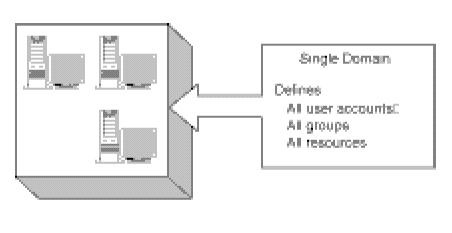 Single Domain
Defines
All user accounts
All groups
All resources